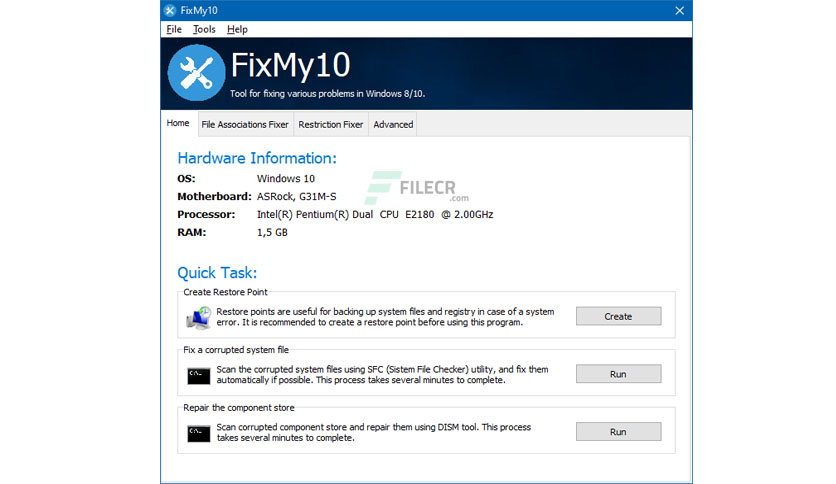 FixMy10
File Tools Help
FixMy10
Tool for fixing various problems in Windows 8/10.
Home File Associations Fixer Restriction Fixer Advanced
Hardware Information:
OS: Windows 10
Motherboard: ASRock, G31M-S
Processor: Intel(R) Pentium(R) Dual CPU E2180 @ 2.00GHz
RAM: 1,5 GB
FILECR
.com
Quick Task:
Create Restore Point
Restore points are useful for backing up system files and registry in case of a system
error. It is recommended to create a restore point before using this program.
Create
Fix a corrupted system file
Scan the corrupted system files using SFC (Sistem File Checker) utility, and fix them
automatically if possible. This process takes several minutes to complete.
Run
Repair the component store
Scan corrupted component store and repair them using DISM tool. This process
takes several minutes to complete.
Run